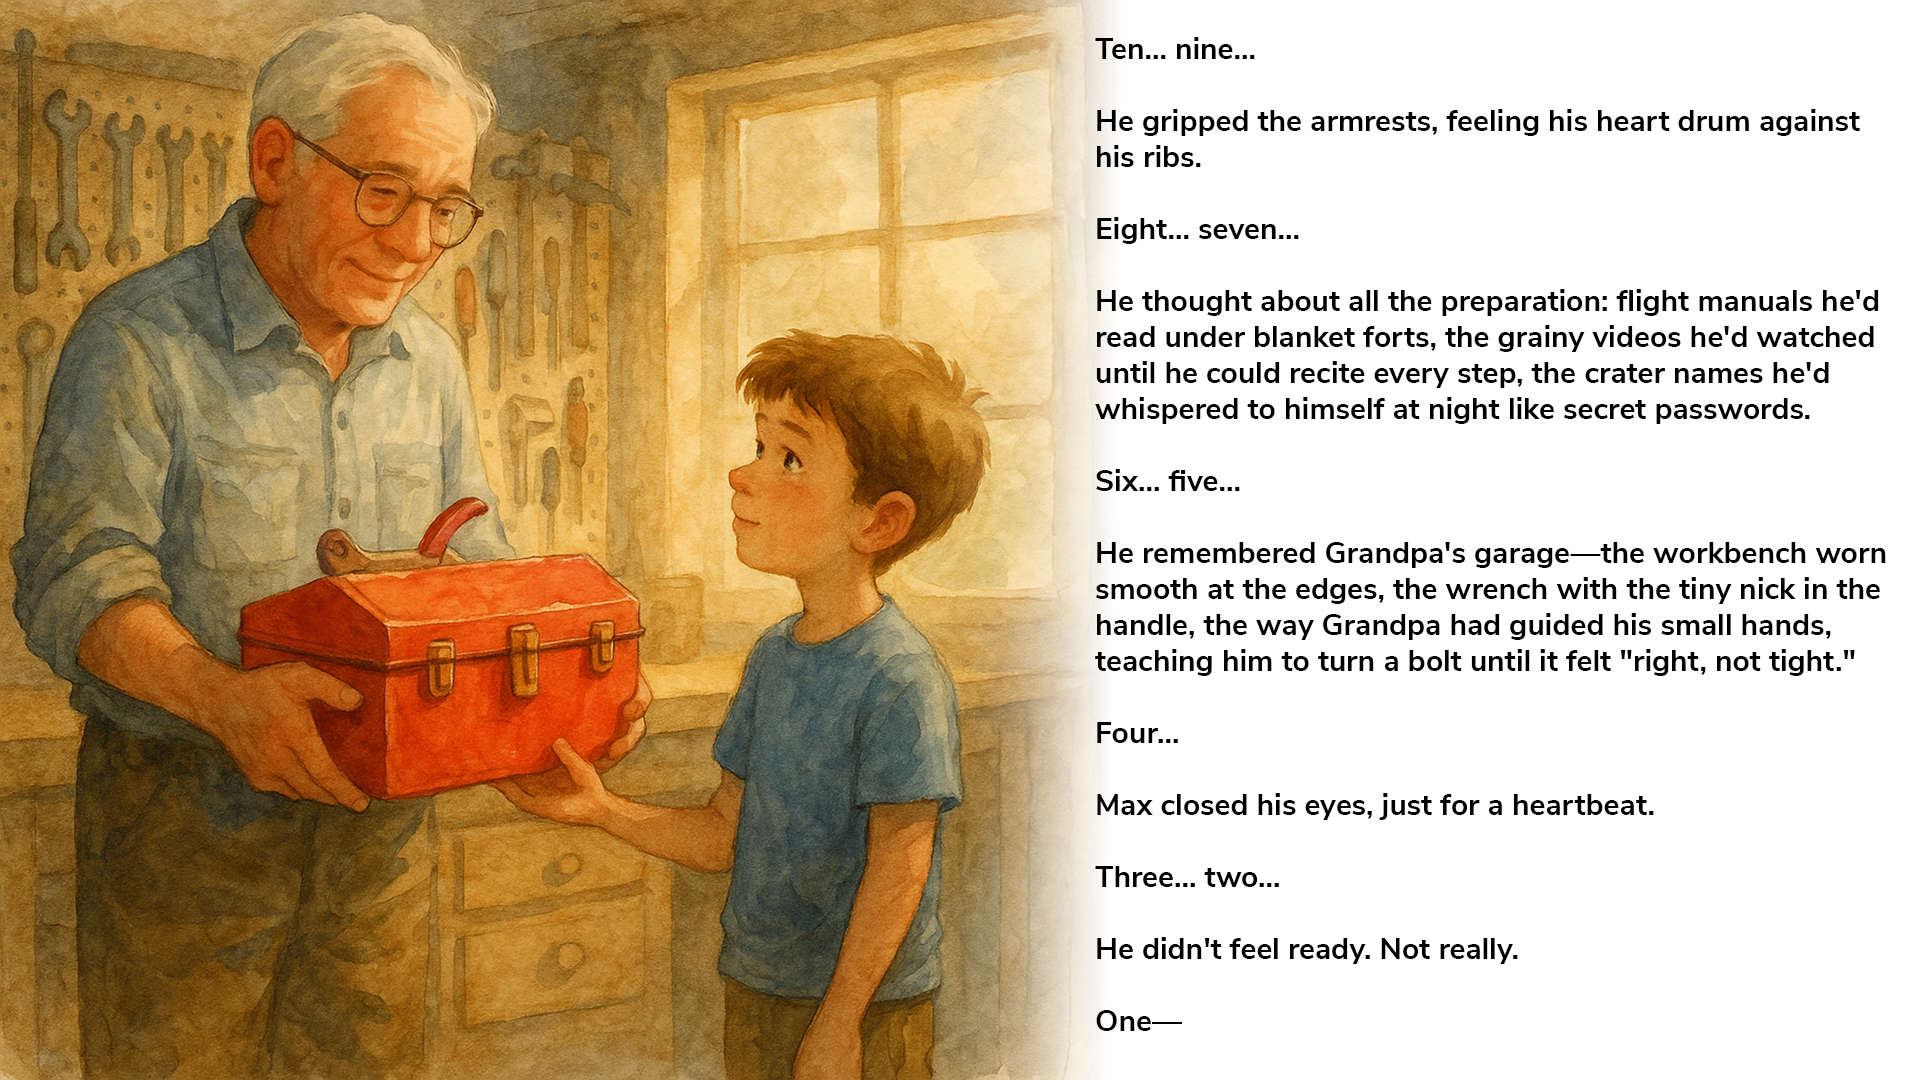 Ten... nine...
He gripped the armrests, feeling his heart drum against
his ribs.
Eight... seven...
He thought about all the preparation: flight manuals he'd
read under blanket forts, the grainy videos he'd watched
until he could recite every step, the crater names he'd
whispered to himself at night like secret passwords.
Six... five...
He remembered Grandpa's garage—the workbench worn
smooth at the edges, the wrench with the tiny nick in the
handle, the way Grandpa had guided his small hands,
teaching him to turn a bolt until it felt "right, not tight."
Four...
Max closed his eyes, just for a heartbeat.
Three... two...
He didn't feel ready. Not really.
One—